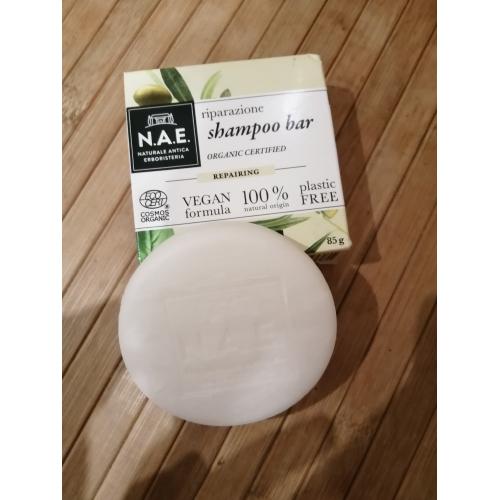 N.A.E.
NATURALE ANTICA
ERBORISTERIA
riparazione
shampoo bar
ORGANIC CERTIFIED
REPAIRING
ECO
CERT
COSMOS
ORGANIC
VEGAN
formula
100%
natural origin
plastic
FREE
85 g
N.A.E.